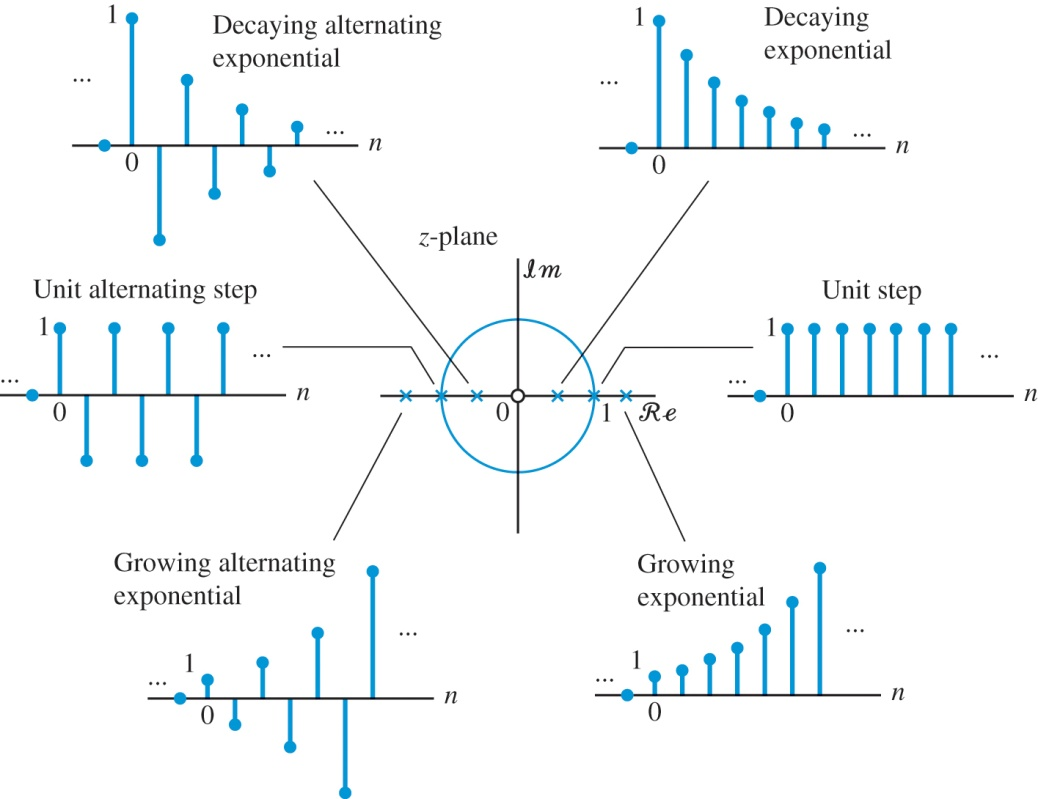 1
Decaying alternating
exponential
...
...
n
0
1
Decaying
exponential
...
...
n
0
z-plane
Im
Unit alternating step
1
...
...
n
0
0
1
Re
Unit step
1
...
...
n
0
Growing alternating
exponential
1
...
...
n
0
Growing
exponential
1
...
...
n
0